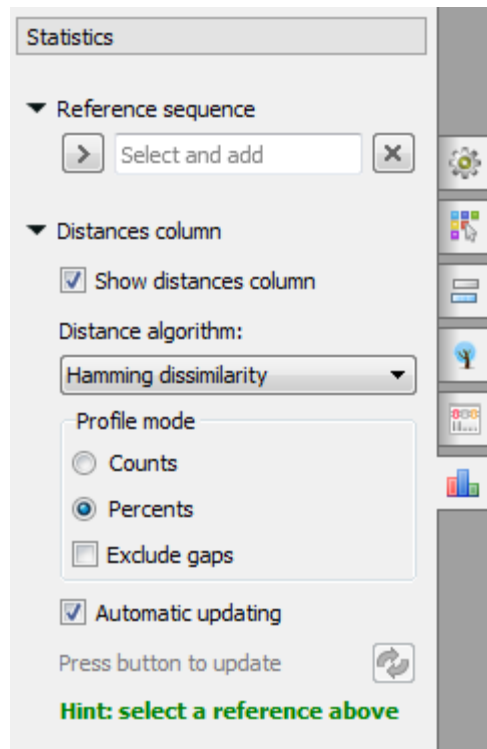 Statistics
Reference sequence
Select and add
Distances column
Show distances column
Distance algorithm:
Hamming dissimilarity
Profile mode
Counts
Percents
Exclude gaps
Automatic updating
Press button to update
Hint: select a reference above